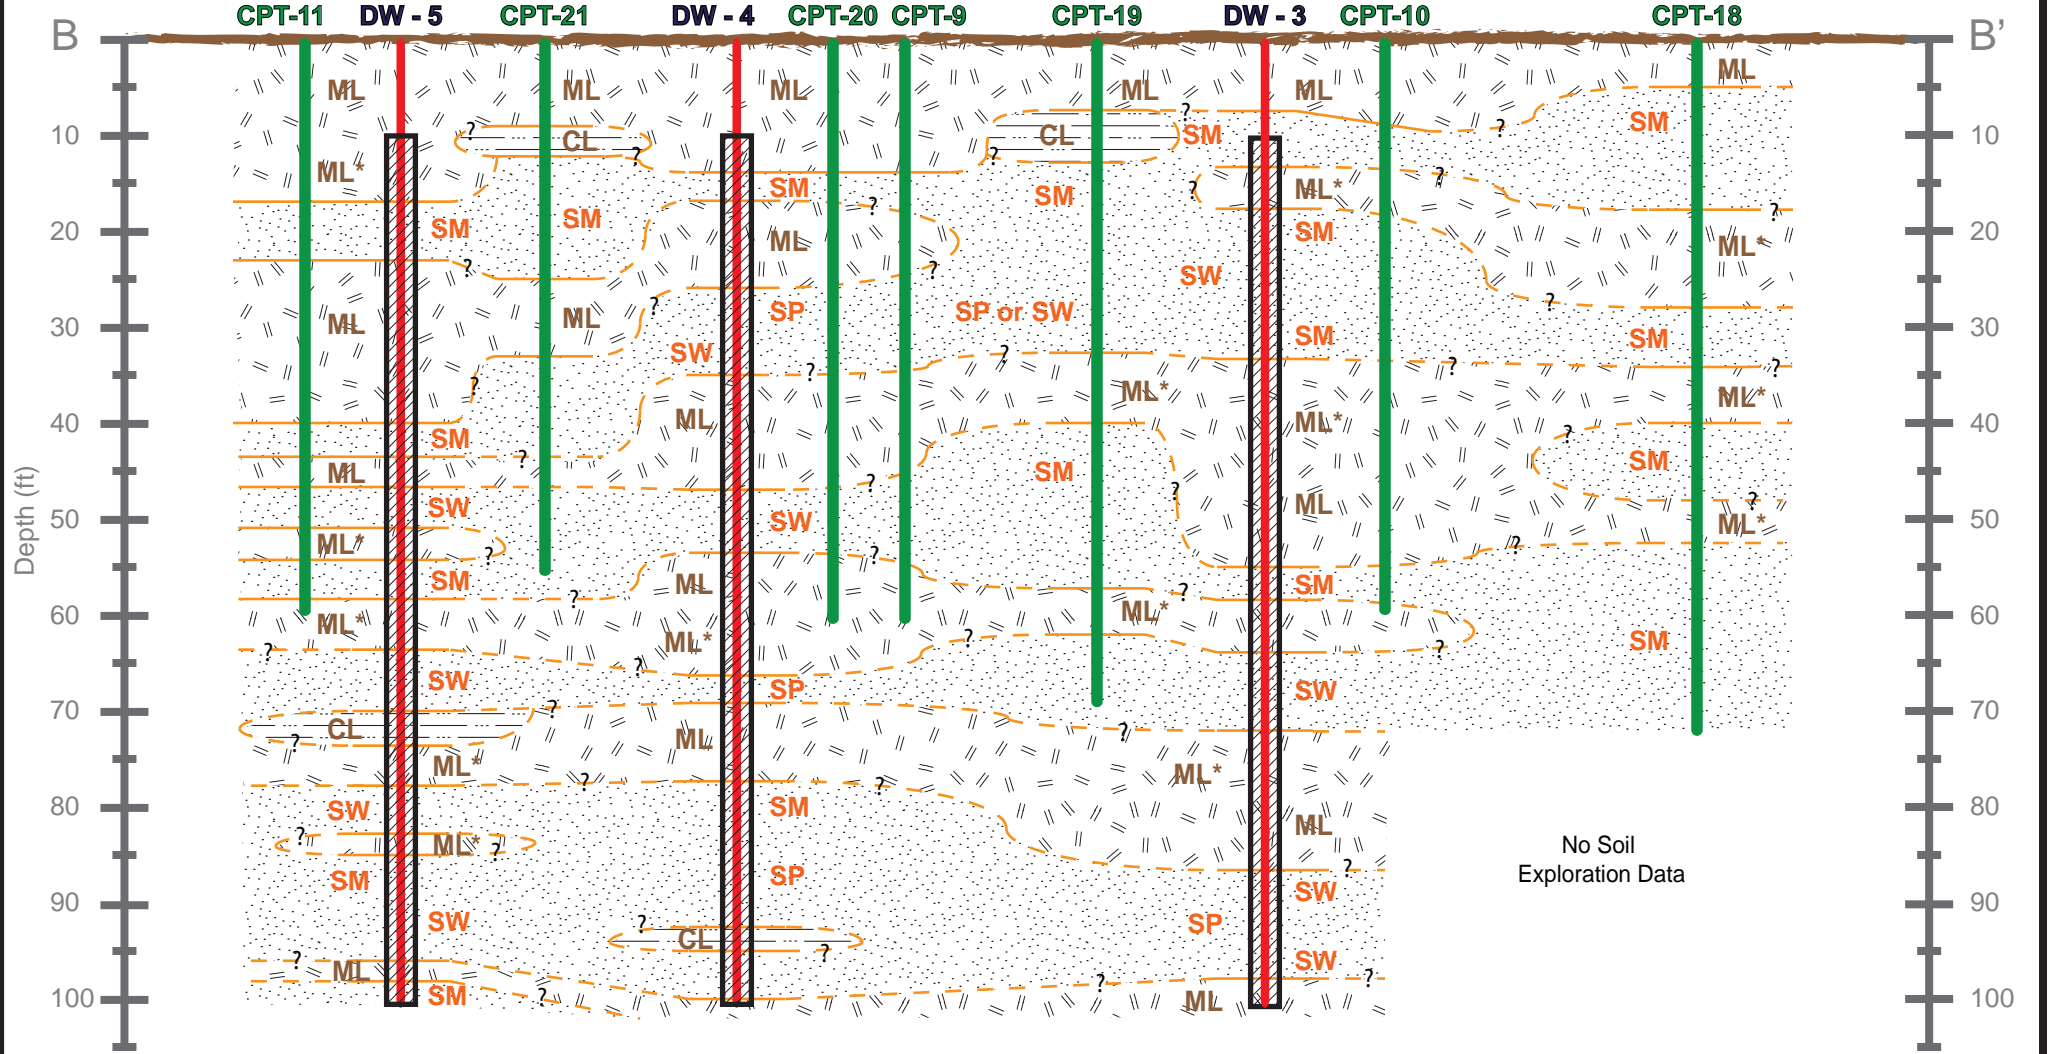 CPT-11 DW - 5 CPT-21 DW - 4 CPT-20 CPT-9 CPT-19 DW - 3 CPT-10 CPT-18
B B’
ML
ML ML ML ML ML
? ? SM
10 ? CL ? CL SM 10
? ?
ML* ? ?
SM ML*
SM ?
? ?
SM SM SM
20 ML 20
ML*
? ? SW
? ?
SP SP or SW
ML ML
30 SM SM 30
SW ?
? ? ?
? ML* ML*
ML ML*
40 ? 40
SM
? SM
ML SM
Depth (ft)
? ?
SW ML ?
50 SW ML* 50
ML* ?
? ?
SM ML SM
? ?
60 ML* ML* 60
ML* SM
? ? ? ?
SW SP SW
70 ? 70
CL ?
? ML
ML* ML*
? ?
80 SW SM 80
ML
? ML* No Soil
? Exploration Data
SM SP ?
SW
90 90
SW ? SP
CL
? ? SW
ML ? ?
100 SM ? ML 100